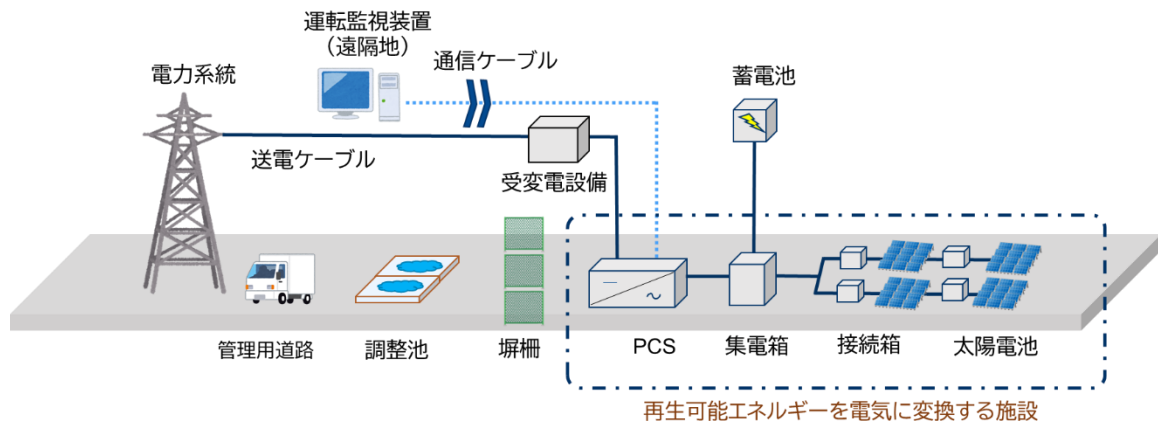 運転監視装置
（遠隔地）
通信ケーブル
電力系統
蓄電池
送電ケーブル
受変電設備
管理用道路
調整池
塀柵
PCS
集電箱
接続箱
太陽電池
再生可能エネルギーを電気に変換する施設